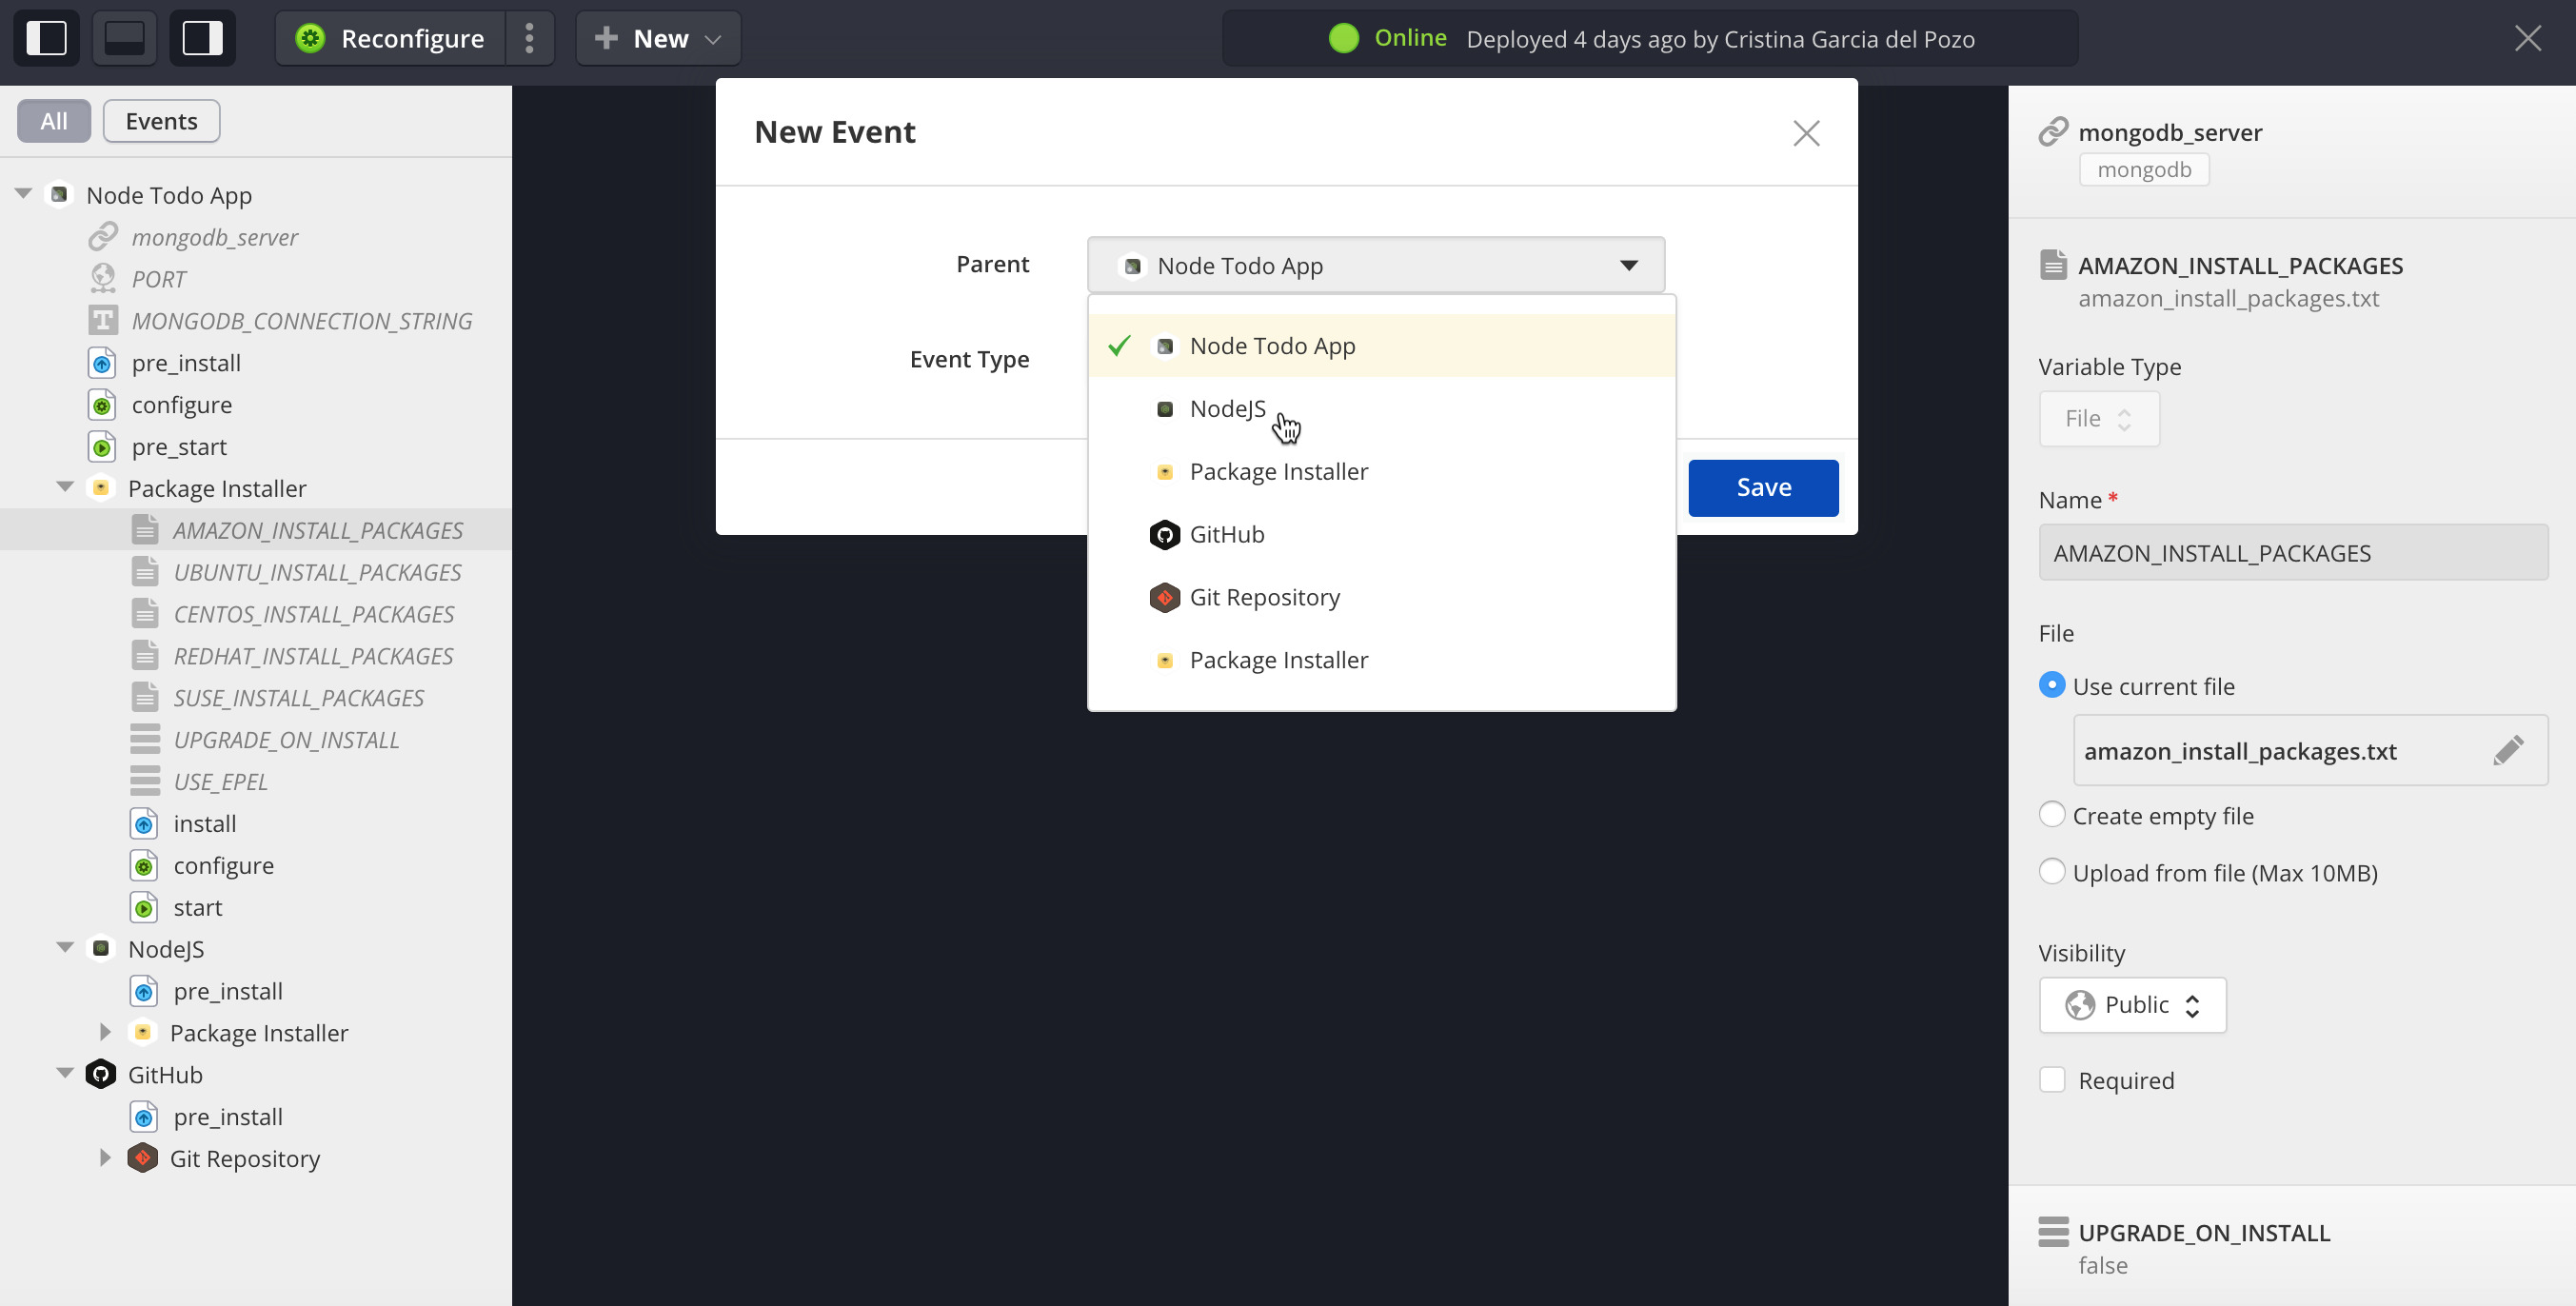 Reconfigure
New
Online Deployed 4 days ago by Cristina Garcia del Pozo
All
Events
Node Todo App
mongodb_server
PORT
MONGODB_CONNECTION_STRING
pre_install
configure
pre_start
Package Installer
AMAZON_INSTALL_PACKAGES
UBUNTU_INSTALL_PACKAGES
CENTOS_INSTALL_PACKAGES
REDHAT_INSTALL_PACKAGES
SUSE_INSTALL_PACKAGES
UPGRADE_ON_INSTALL
USE_EPEL
install
configure
start
NodeJS
pre_install
Package Installer
GitHub
pre_install
Git Repository
New Event
Parent
Node Todo App
Event Type
Node Todo App
NodeJS
Package Installer
GitHub
Git Repository
Package Installer
Save
mongodb_server
mongodb
AMAZON_INSTALL_PACKAGES
amazon_install_packages.txt
Variable Type
File
Name *
AMAZON_INSTALL_PACKAGES
File
Use current file
amazon_install_packages.txt
Create empty file
Upload from file (Max 10MB)
Visibility
Public
Required
UPGRADE_ON_INSTALL
false